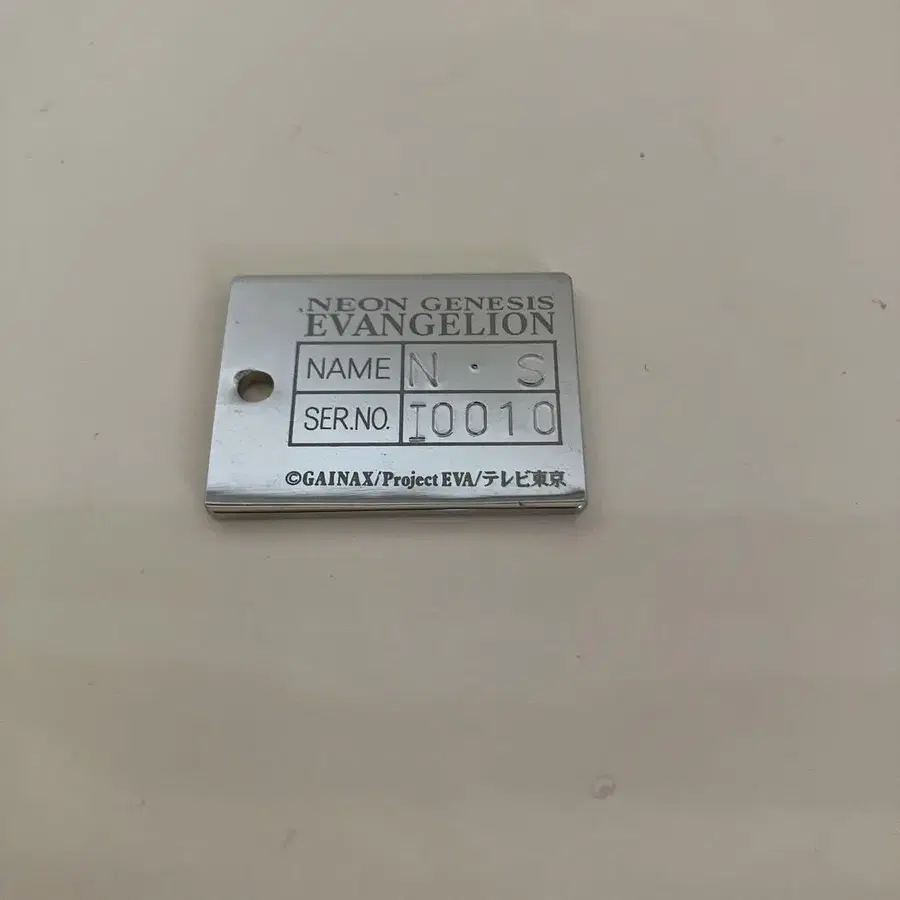 NEON GENESIS
EVANGELION
NAME N · S
SER.NO. I0010
©GAINAX/Project EVA/テレビ東京